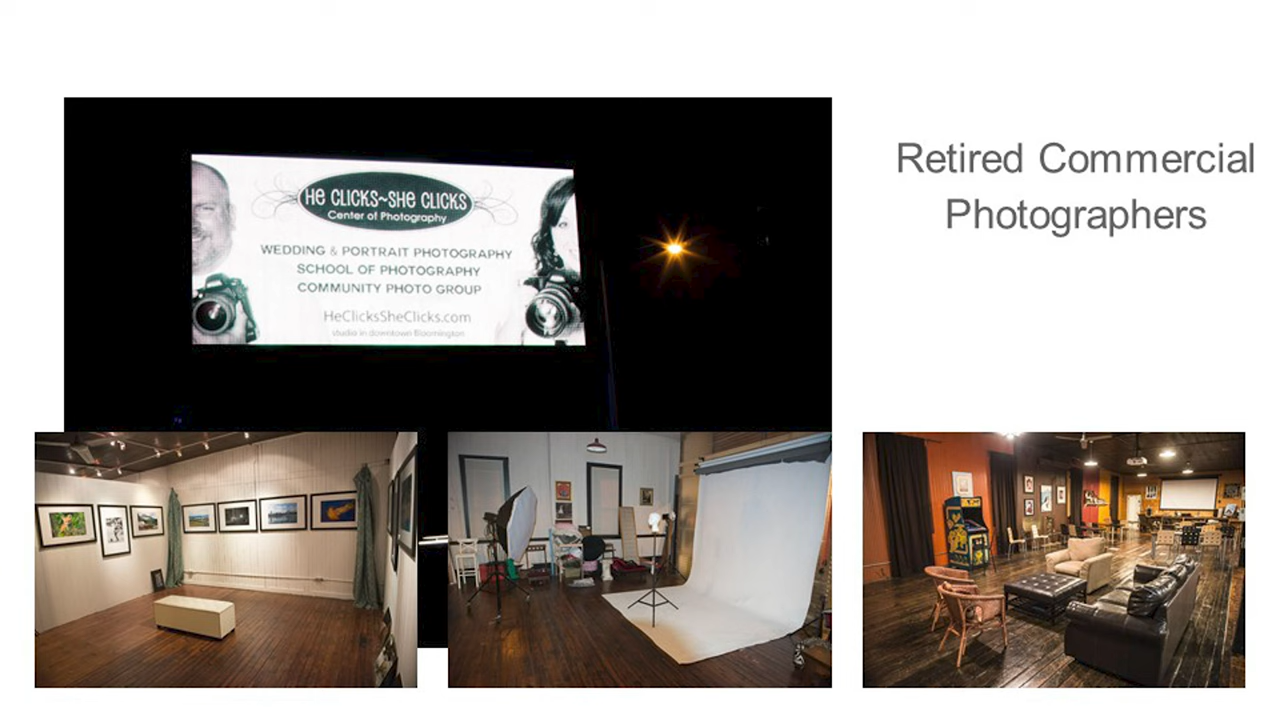 Retired Commercial
Photographers
He CLICKS~SHe CLICKS
Center of Photography
WEDDING & PORTRAIT PHOTOGRAPHY
SCHOOL OF PHOTOGRAPHY
COMMUNITY PHOTO GROUP
HeClicksSheClicks.com
studio in downtown Bloomington